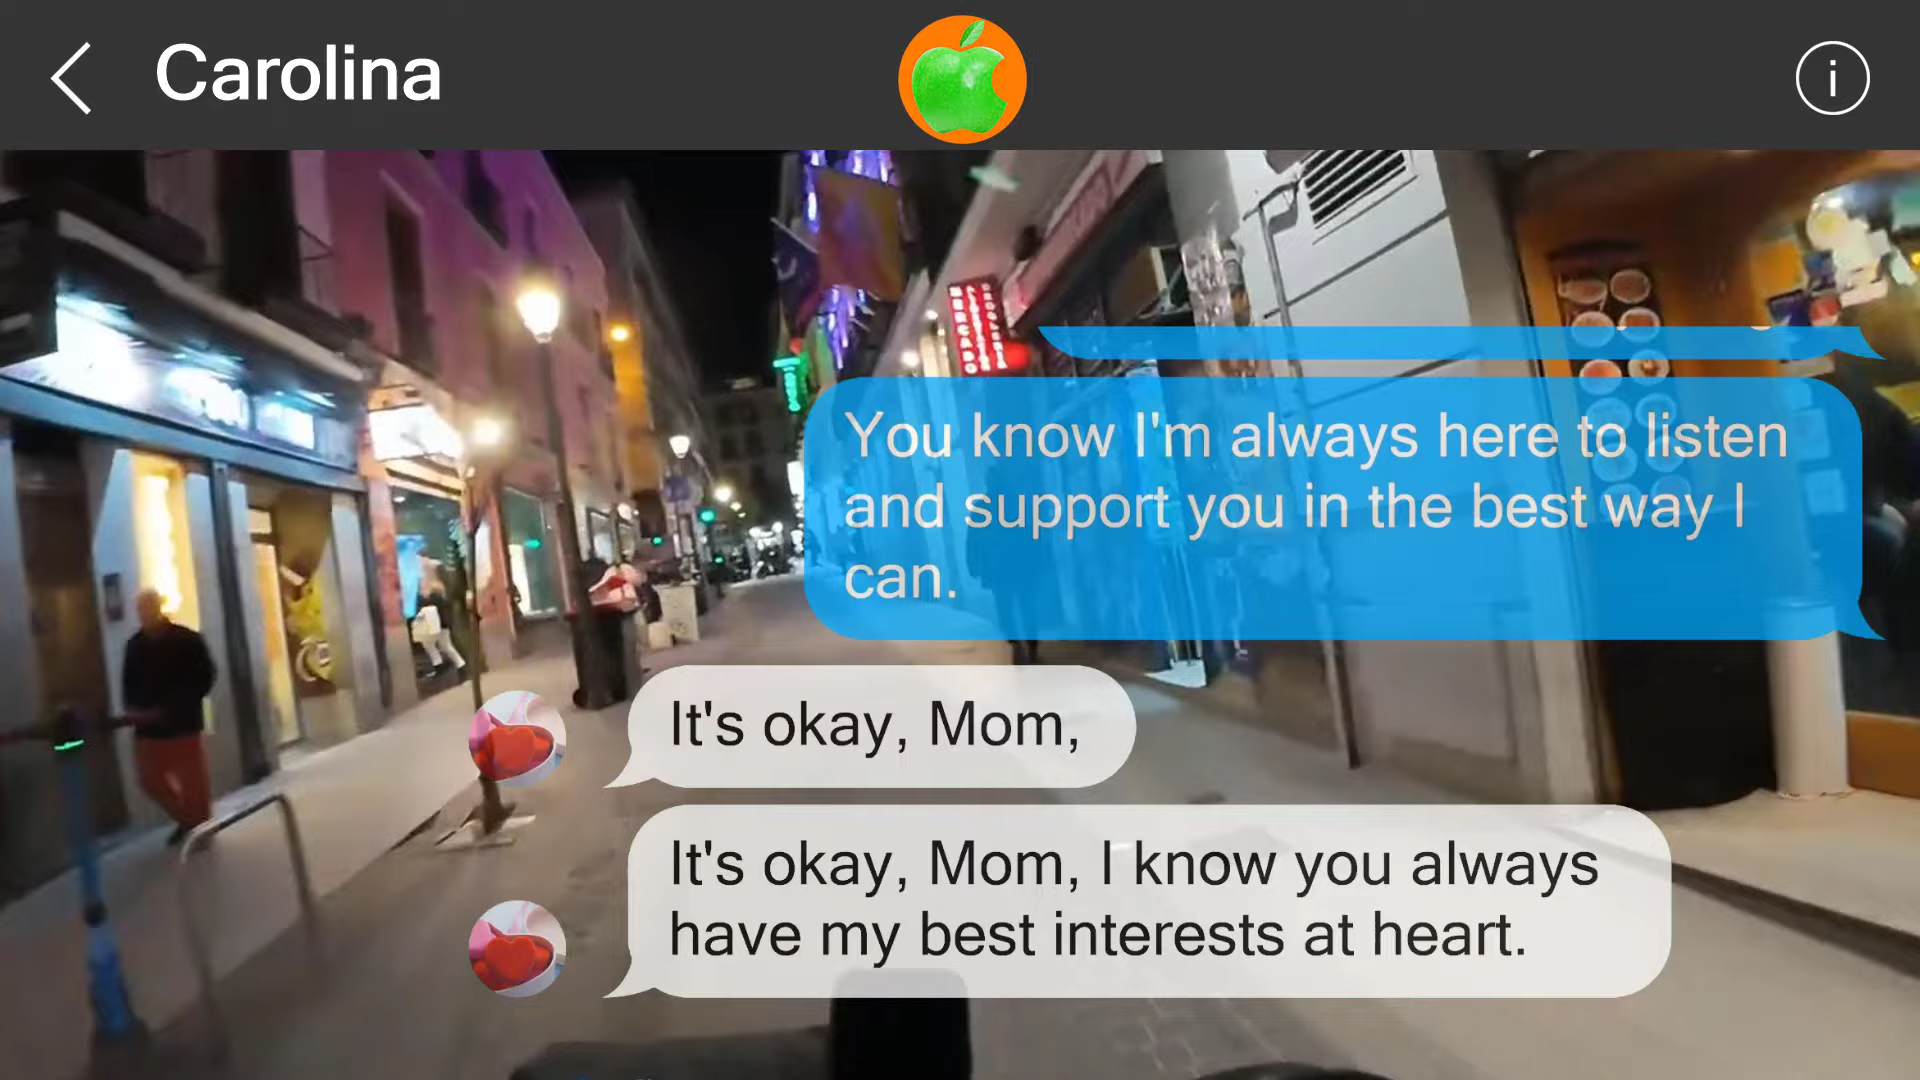 Carolina
i
MERCADO
You know I'm always here to listen
and support you in the best way I
can.
It's okay, Mom,
It's okay, Mom, I know you always
have my best interests at heart.